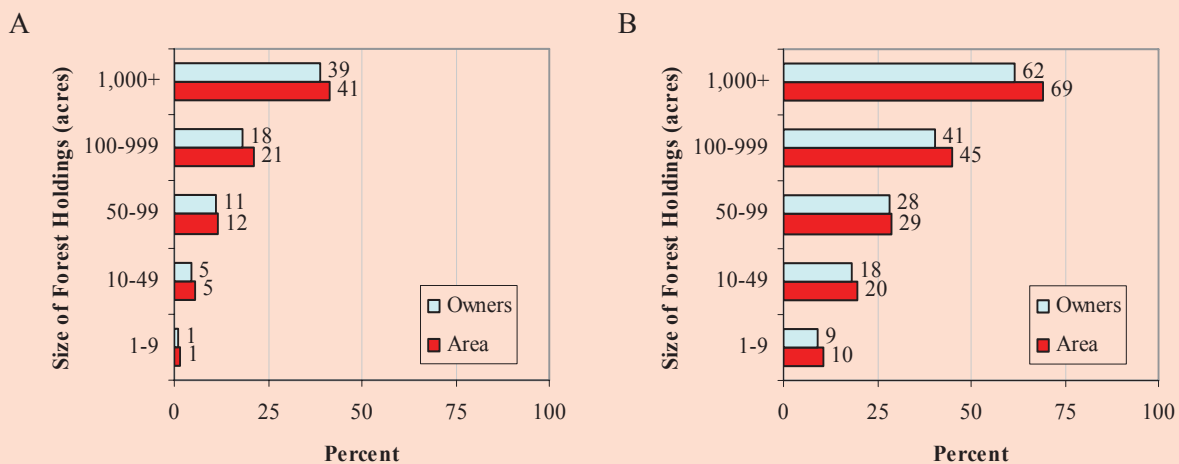 A
Size of Forest Holdings (acres)
1,000+
39
41
100-999
18
21
50-99
11
12
10-49
5
5
1-9
1
1
Owners
Area
0 25 50 75 100
Percent
B
Size of Forest Holdings (acres)
1,000+
62
69
100-999
41
45
50-99
28
29
10-49
18
20
1-9
9
10
Owners
Area
0 25 50 75 100
Percent